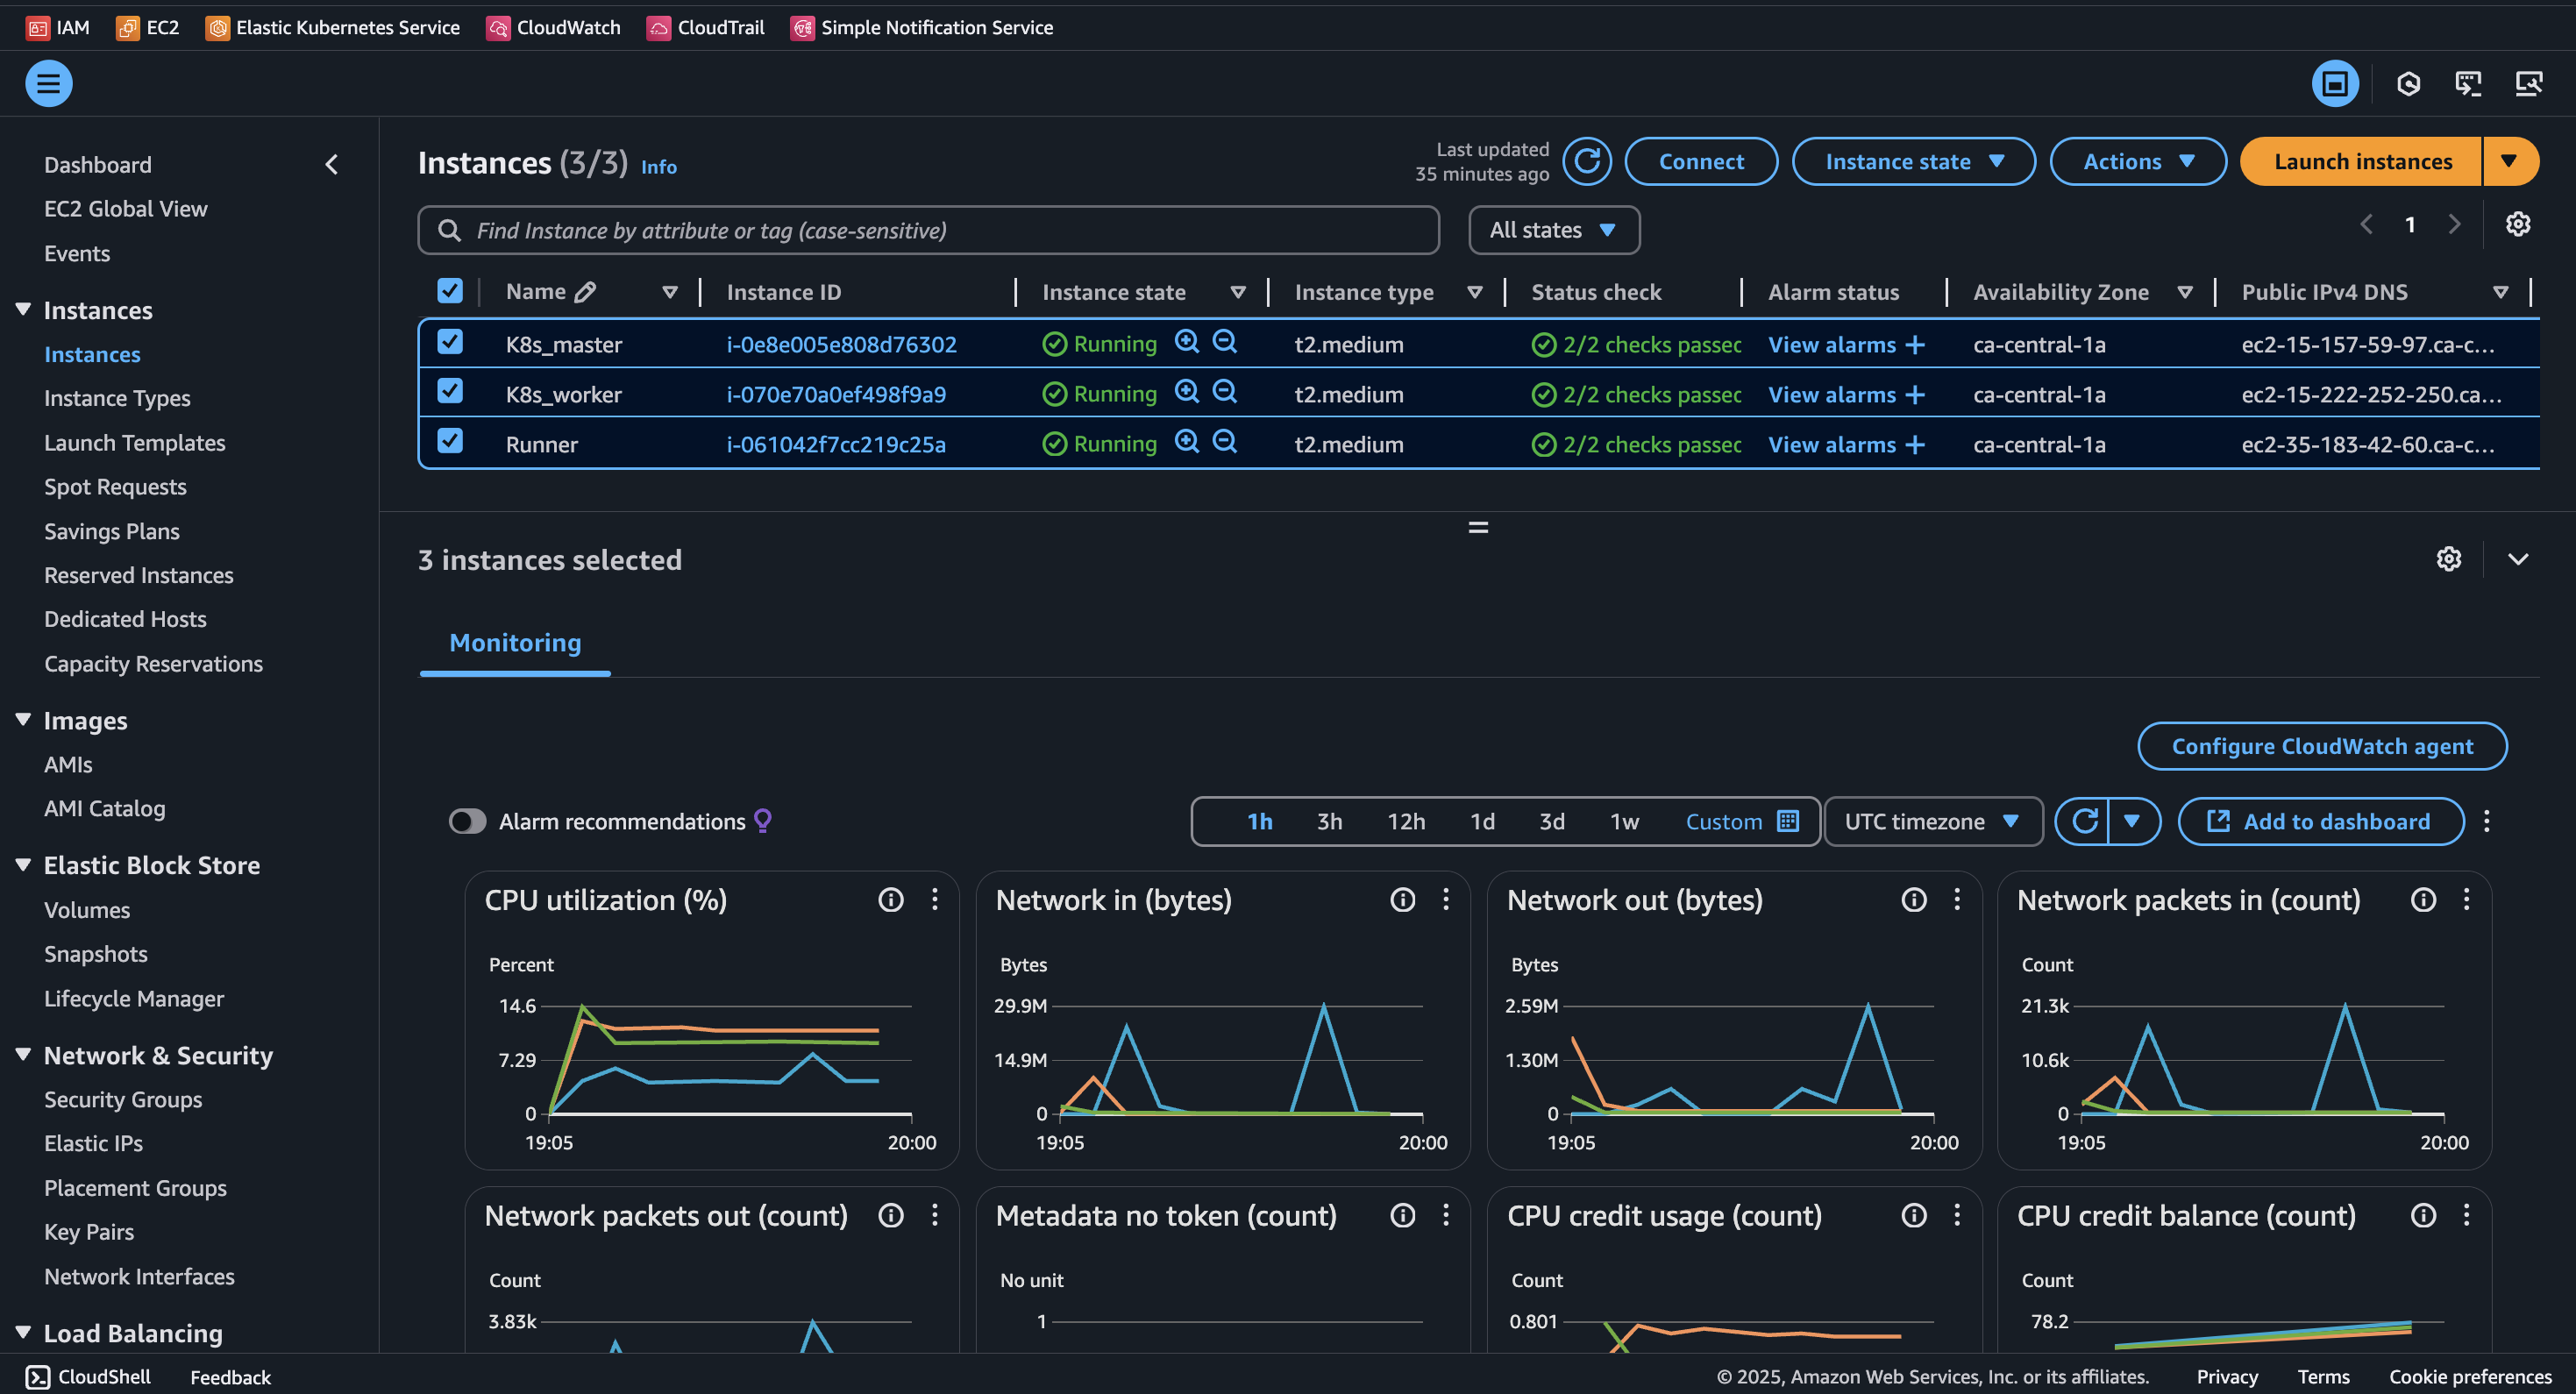 IAM EC2 Elastic Kubernetes Service CloudWatch CloudTrail Simple Notification Service
Dashboard
EC2 Global View
Events
Instances
Instances
Instance Types
Launch Templates
Spot Requests
Savings Plans
Reserved Instances
Dedicated Hosts
Capacity Reservations
Images
AMIs
AMI Catalog
Elastic Block Store
Volumes
Snapshots
Lifecycle Manager
Network & Security
Security Groups
Elastic IPs
Placement Groups
Key Pairs
Network Interfaces
Load Balancing
Instances (3/3) Info
Last updated
35 minutes ago
Connect Instance state Actions Launch instances
Find Instance by attribute or tag (case-sensitive) All states 1
Name Instance ID Instance state Instance type Status check Alarm status Availability Zone Public IPv4 DNS
K8s_master i-0e8e005e808d76302 Running t2.medium 2/2 checks passec View alarms + ca-central-1a ec2-15-157-59-97.ca-c...
K8s_worker i-070e70a0ef498f9a9 Running t2.medium 2/2 checks passec View alarms + ca-central-1a ec2-15-222-252-250.ca...
Runner i-061042f7cc219c25a Running t2.medium 2/2 checks passec View alarms + ca-central-1a ec2-35-183-42-60.ca-c...
3 instances selected
Monitoring
Configure CloudWatch agent
Alarm recommendations 1h 3h 12h 1d 3d 1w Custom UTC timezone Add to dashboard
CPU utilization (%)
Percent
14.6
7.29
0
19:05 20:00
Network in (bytes)
Bytes
29.9M
14.9M
0
19:05 20:00
Network out (bytes)
Bytes
2.59M
1.30M
0
19:05 20:00
Network packets in (count)
Count
21.3k
10.6k
0
19:05 20:00
Network packets out (count)
Count
3.83k
Metadata no token (count)
No unit
1
CPU credit usage (count)
Count
0.801
CPU credit balance (count)
Count
78.2
CloudShell Feedback © 2025, Amazon Web Services, Inc. or its affiliates. Privacy Terms Cookie preferences